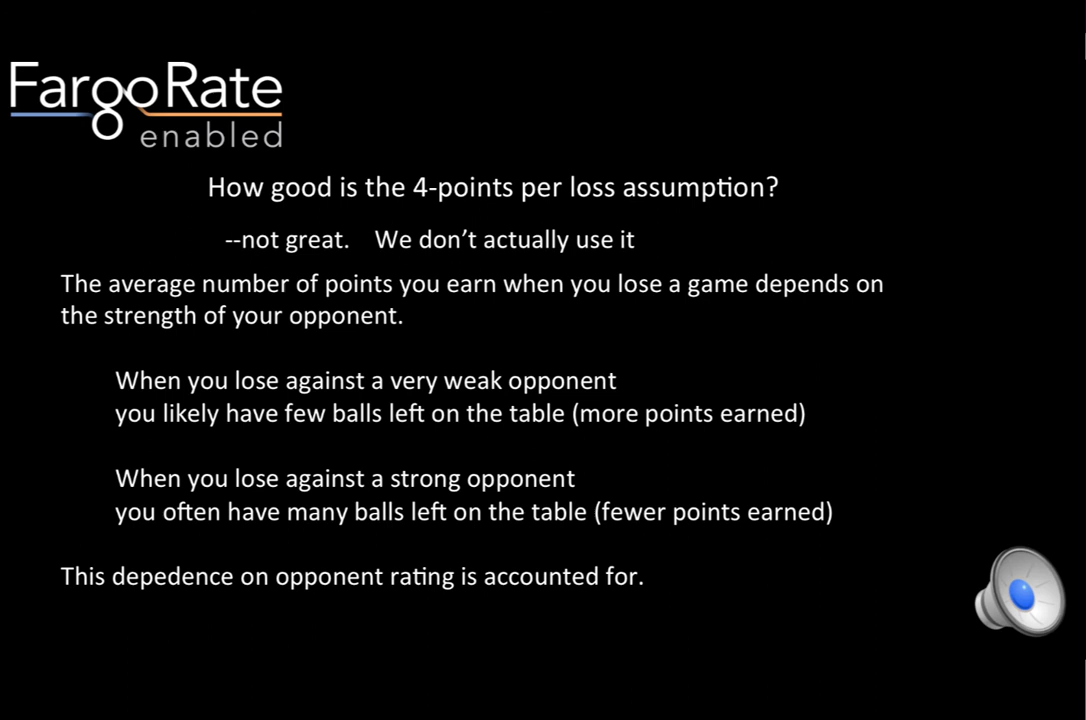 FargoRate
enabled
How good is the 4-points per loss assumption?
--not great. We don’t actually use it
The average number of points you earn when you lose a game depends on
the strength of your opponent.
When you lose against a very weak opponent
you likely have few balls left on the table (more points earned)
When you lose against a strong opponent
you often have many balls left on the table (fewer points earned)
This depedence on opponent rating is accounted for.